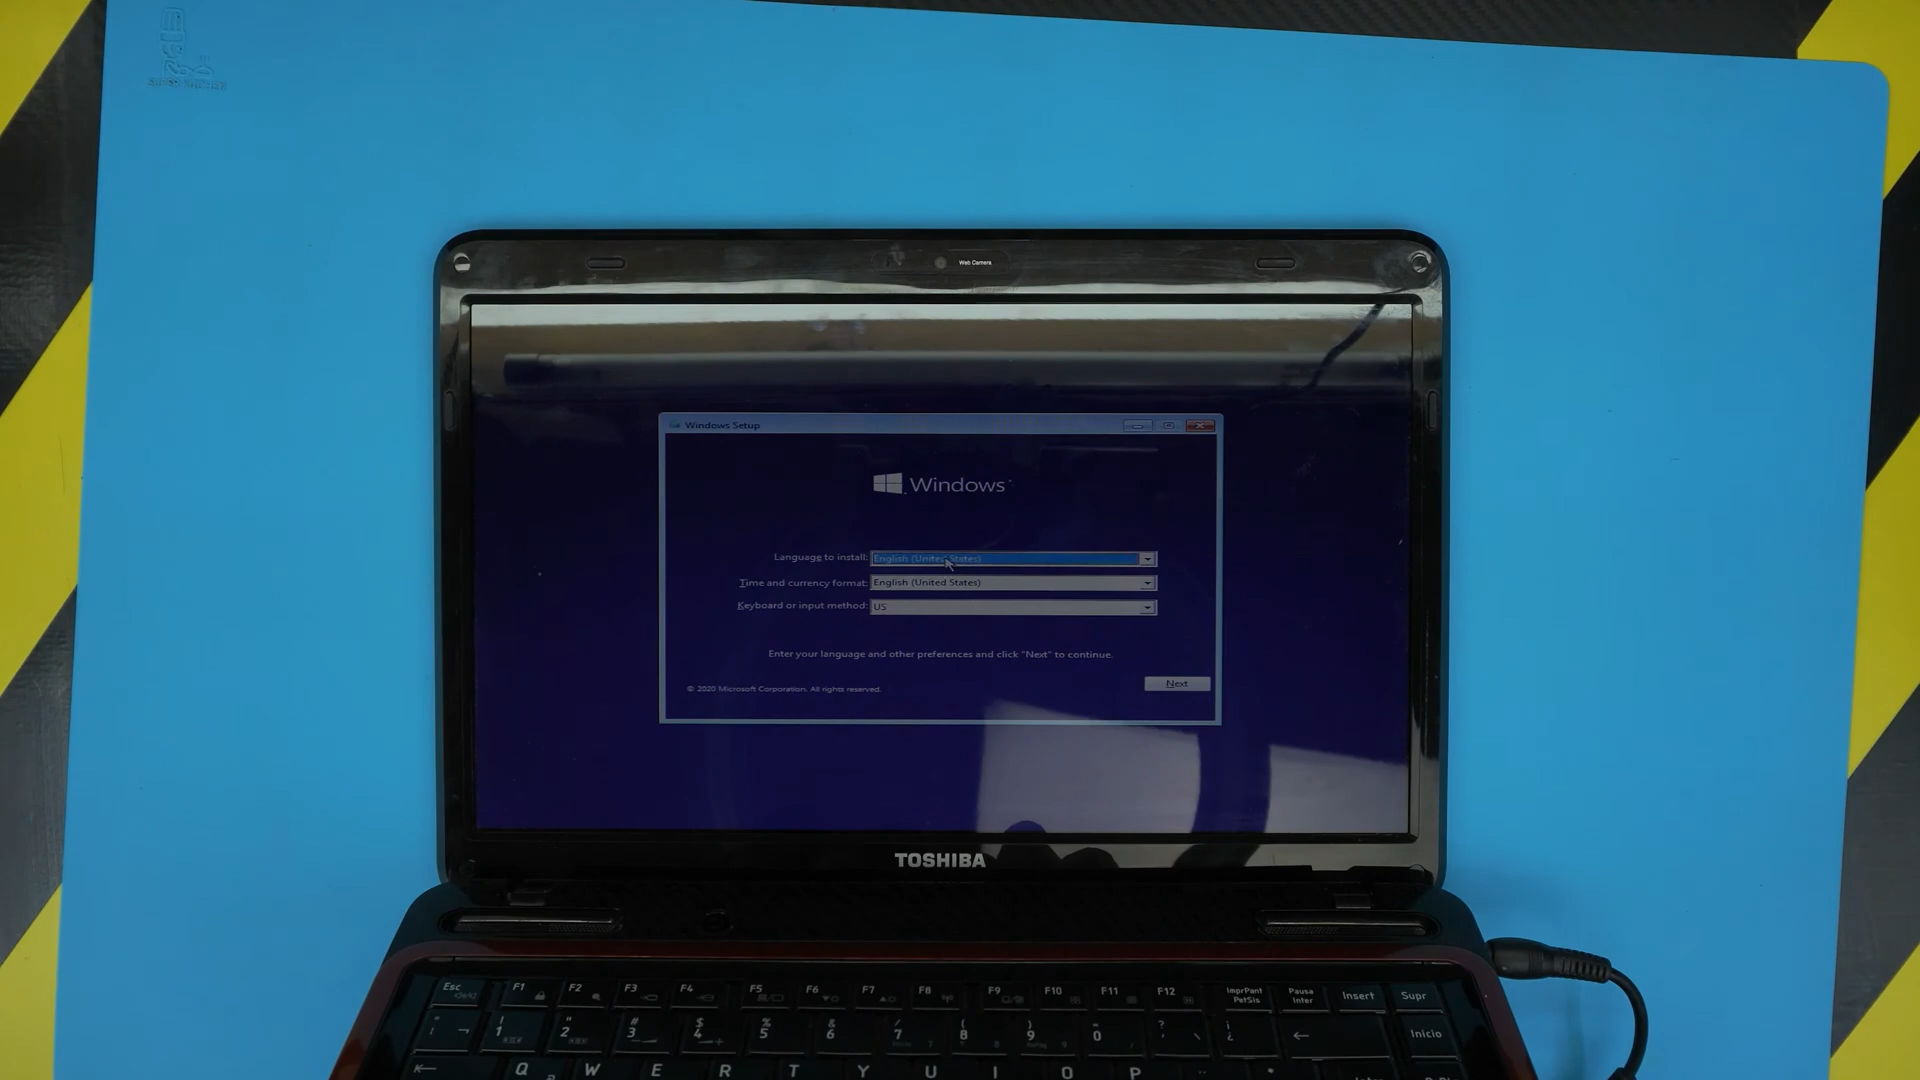 Web Camera
Windows Setup
Windows
Language to install: English (United States)
Time and currency format: English (United States)
Keyboard or input method: US
Enter your language and other preferences and click "Next" to continue.
© 2020 Microsoft Corporation. All rights reserved.
Next
TOSHIBA
Esc F1 F2 F3 F4 F5 F6 F7 F8 F9 F10 F11 F12 ImprPant PetSis Pausa Inter Insert Supr
! 1 " 2 # 3 $ 4 % 5 & 6 / 7 ( 8 ) 9 = 0 ? ¡ ¿ Inicio
Q W E R T Y U I O P